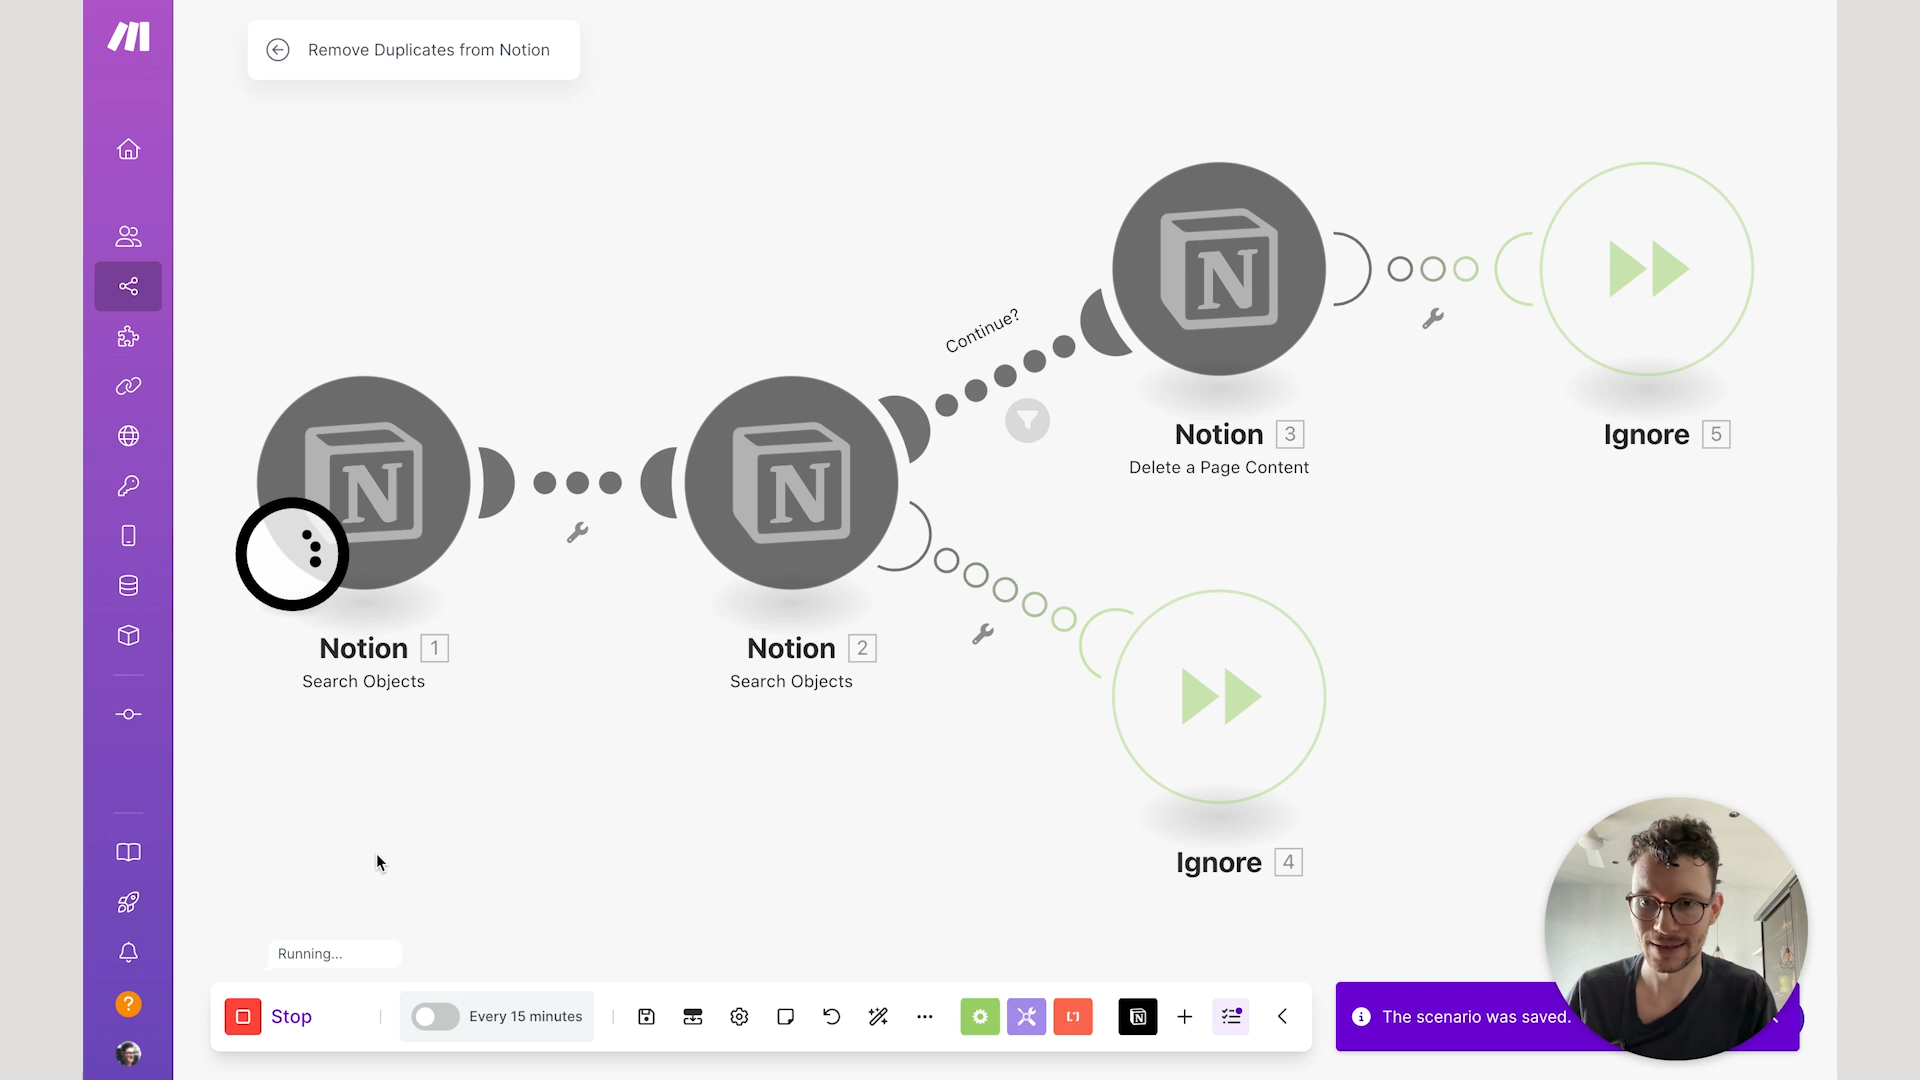 Remove Duplicates from Notion
Continue?
Notion 3
Delete a Page Content
Ignore 5
Notion 1
Search Objects
Notion 2
Search Objects
Ignore 4
Running...
Stop
Every 15 minutes
The scenario was saved.